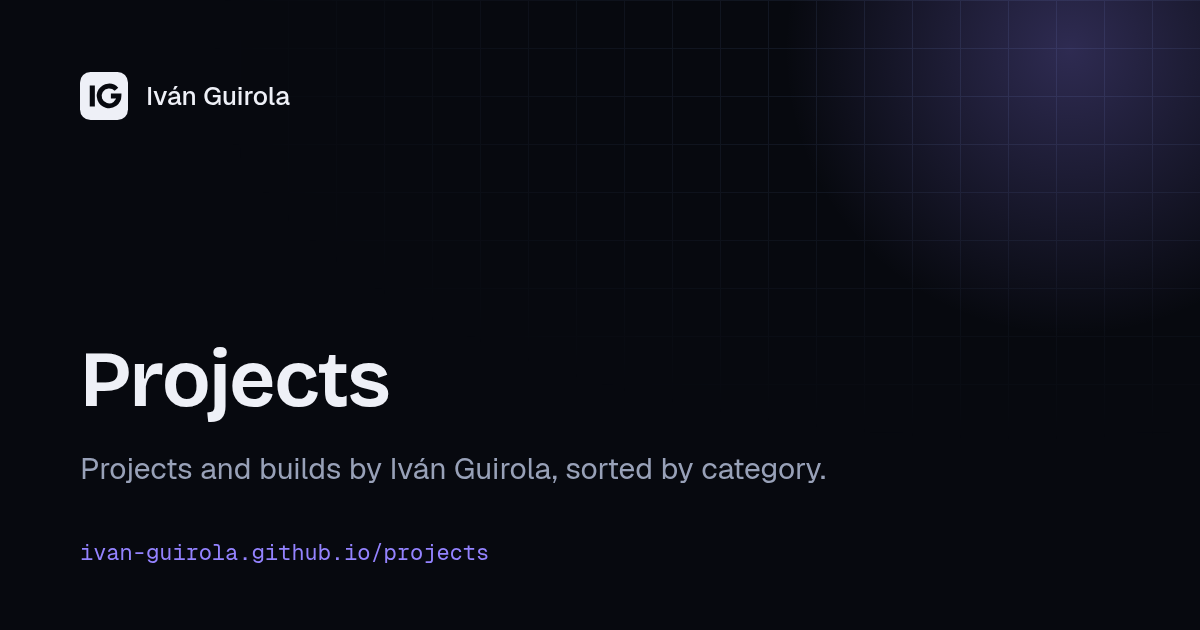 IG
Iván Guirola
Projects
Projects and builds by Iván Guirola, sorted by category.
ivan-guirola.github.io/projects